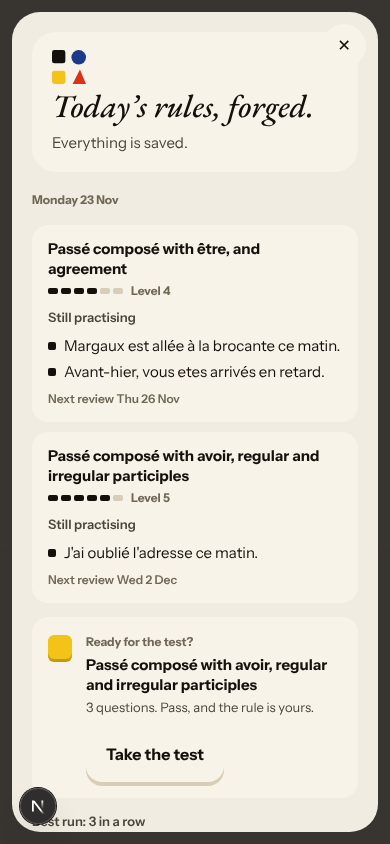 Today's rules, forged.
Everything is saved.
Monday 23 Nov
Passé composé with être, and
agreement
Level 4
Still practising
Margaux est allée à la brocante ce matin.
Avant-hier, vous etes arrivés en retard.
Next review Thu 26 Nov
Passé composé with avoir, regular and
irregular participles
Level 5
Still practising
J'ai oublié l'adresse ce matin.
Next review Wed 2 Dec
Ready for the test?
Passé composé with avoir, regular
and irregular participles
3 questions. Pass, and the rule is yours.
Take the test
N
run: 3 in a row